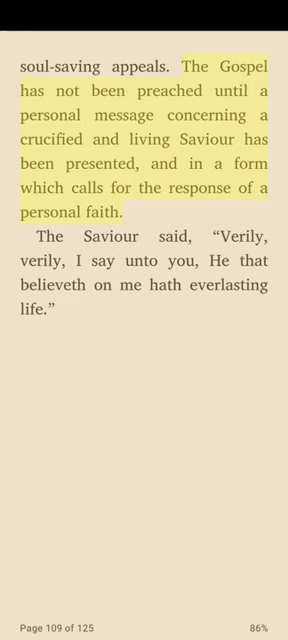 soul-saving appeals. The Gospel
has not been preached until a
personal message concerning a
crucified and living Saviour has
been presented, and in a form
which calls for the response of a
personal faith.
The Saviour said, “Verily,
verily, I say unto you, He that
believeth on me hath everlasting
life.”
Page 109 of 125
86%